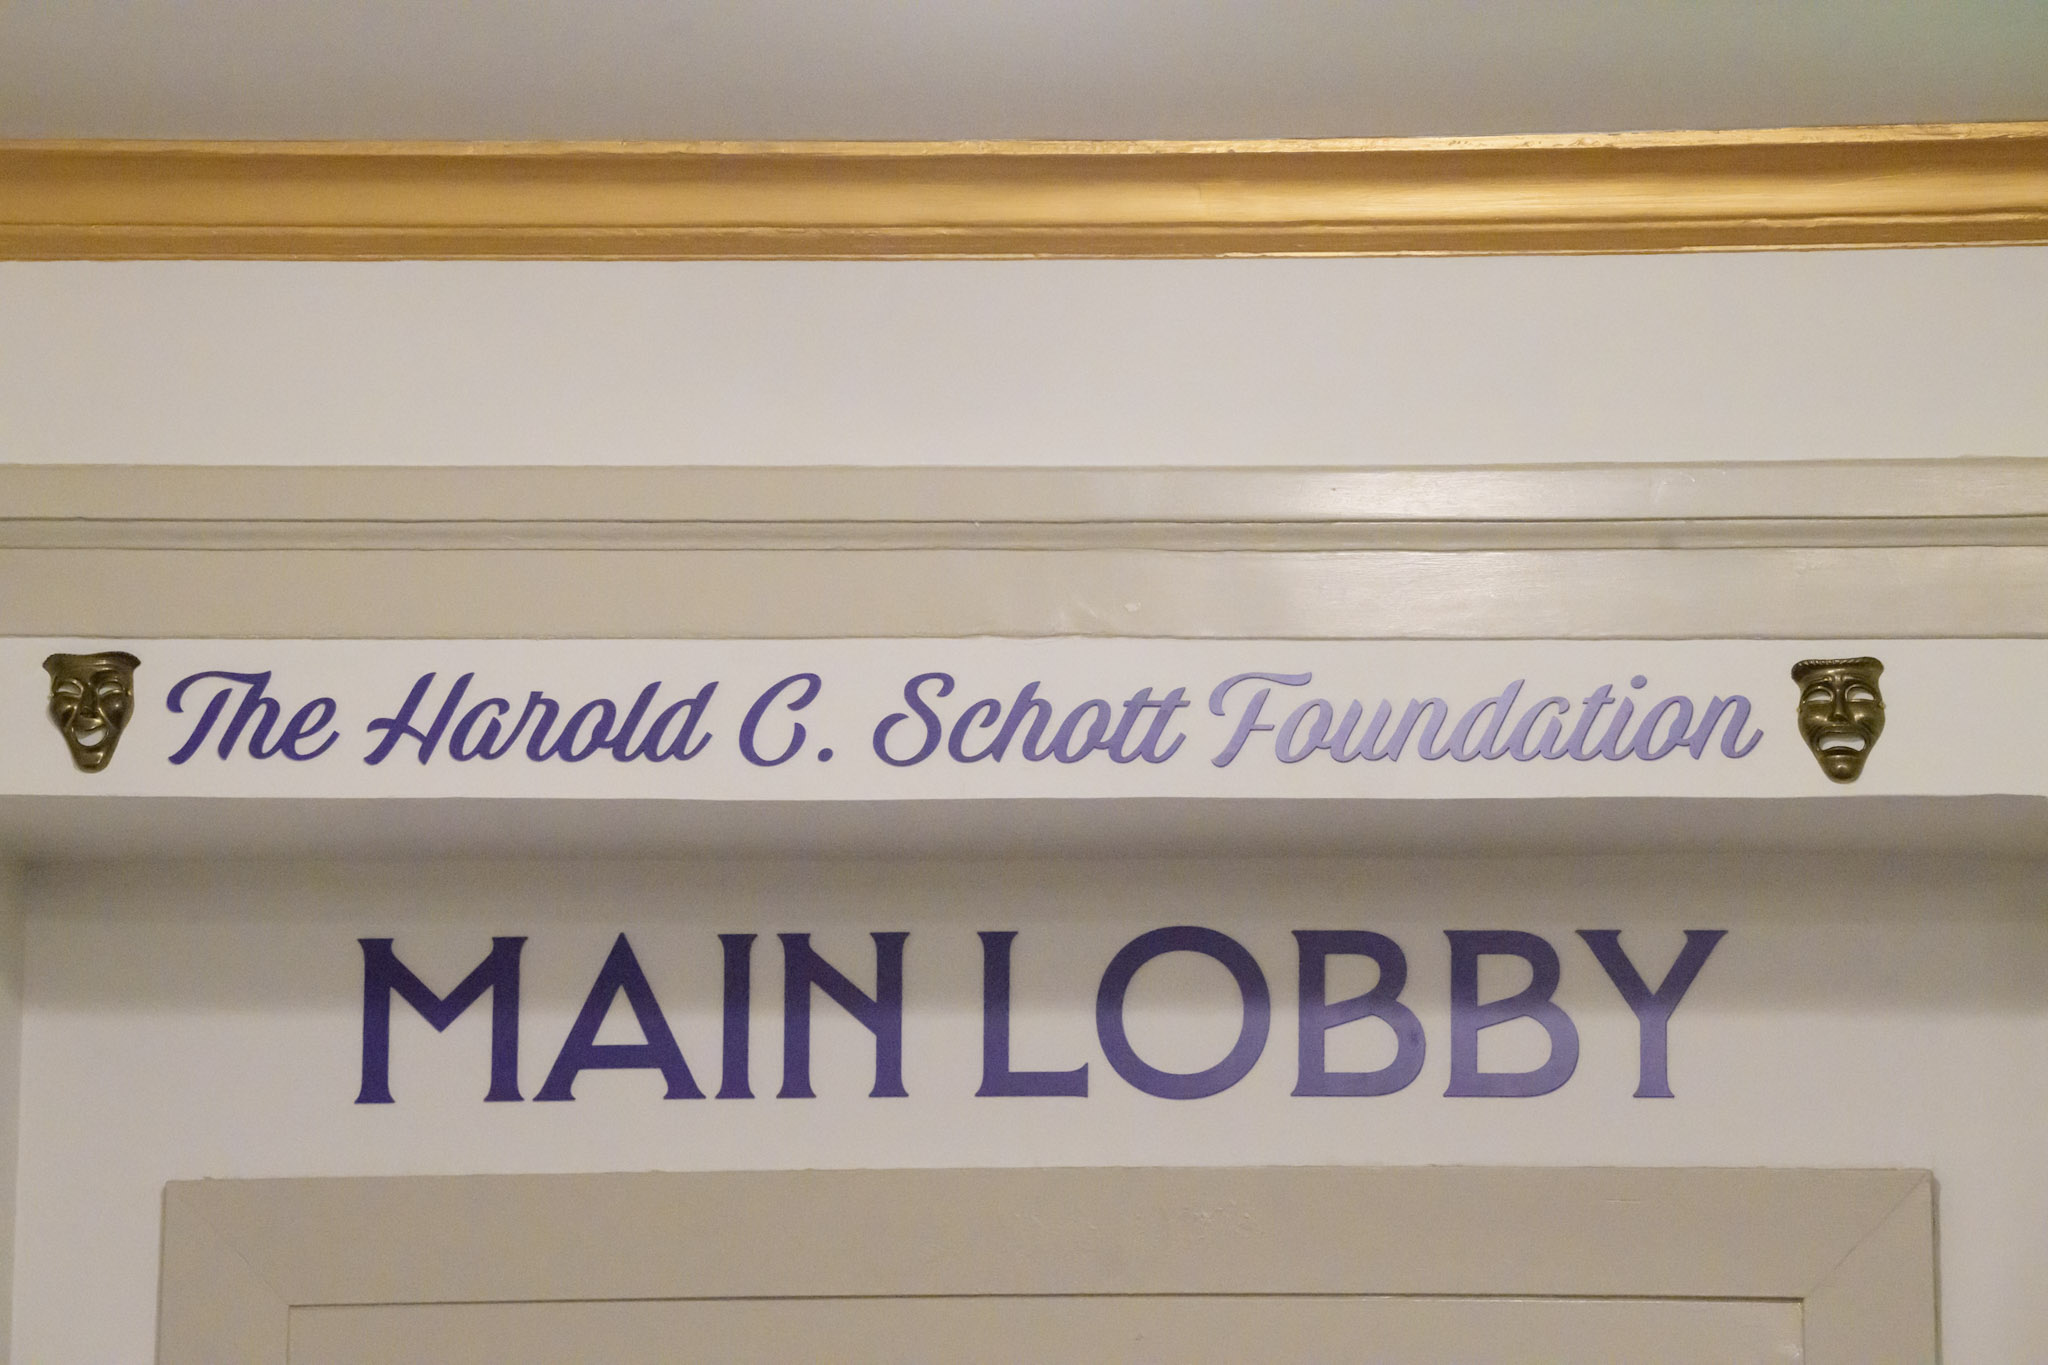 The Harold C. Schott Foundation
MAIN LOBBY